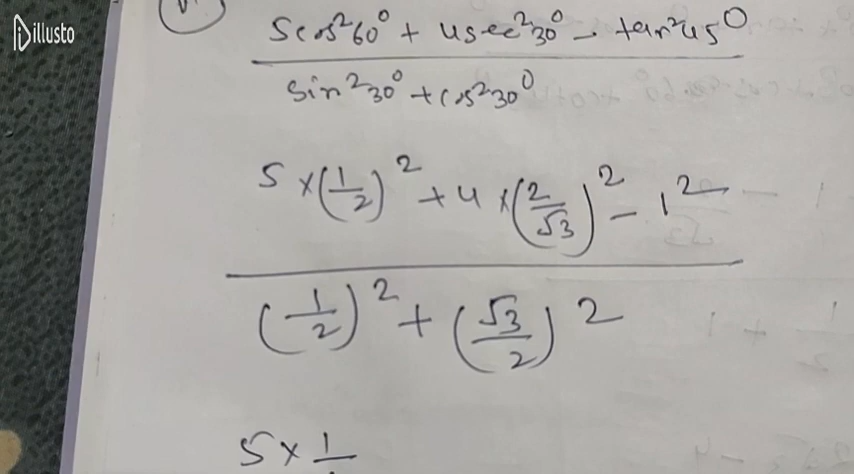 illusto
5cos²60° + 4sec²30° - tan²45°
sin²30° + cos²30°
5 × (1/2)² + 4 × (2/√3)² - 1²
(1/2)² + (√3/2)²
5 × 1